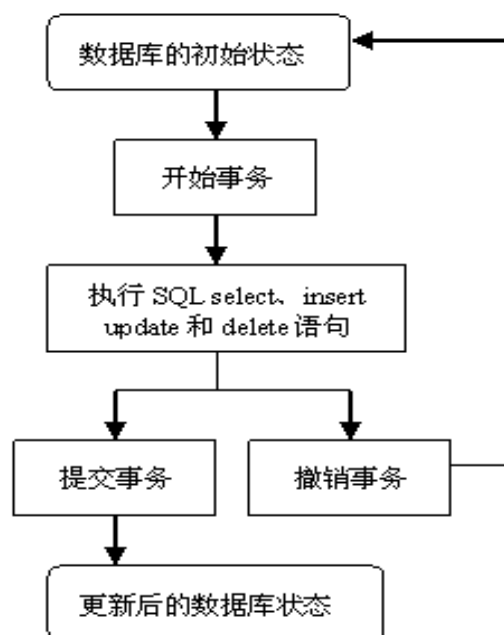 数据库的初始状态
开始事务
执行 SQL select、insert
update 和 delete 语句
提交事务
撤销事务
更新后的数据库状态